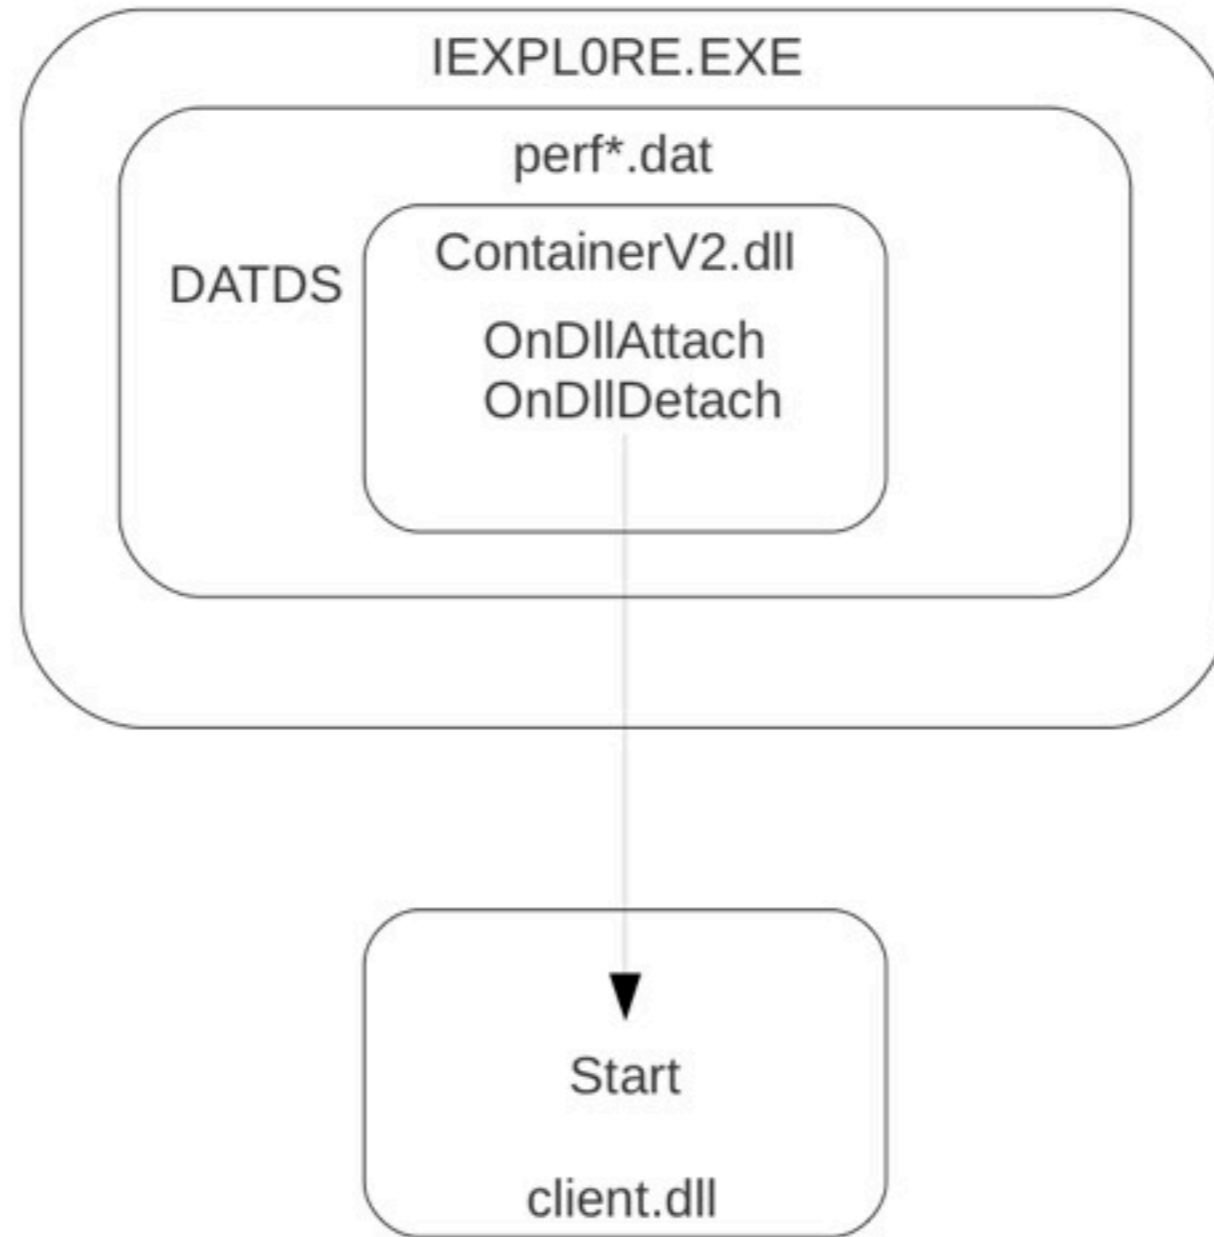 IEXPL0RE.EXE
perf*.dat
ContainerV2.dll
DATDS
OnDllAttach
OnDllDetach
Start
client.dll